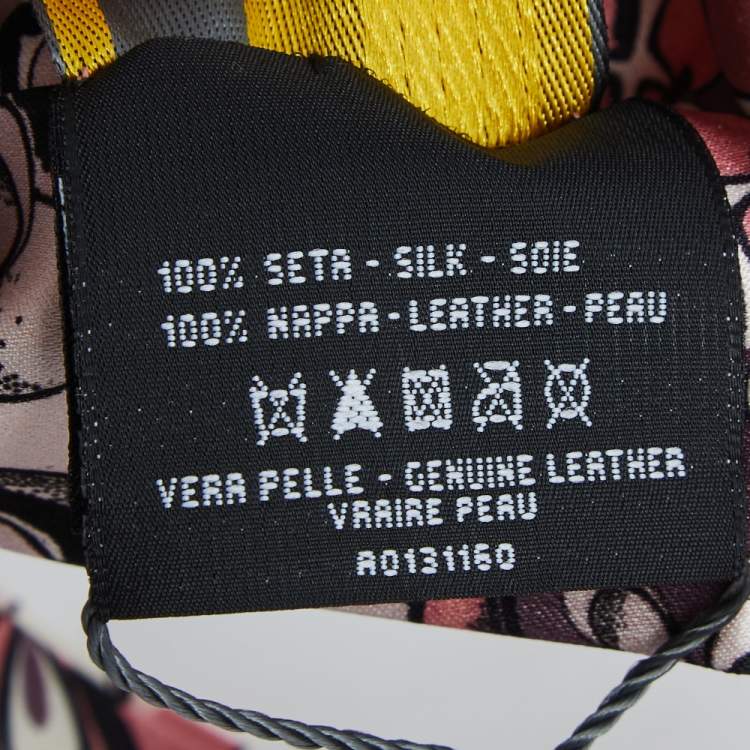 100% SETA - SILK - SOIE
100% NAPPA - LEATHER - PEAU
VERA PELLE - GENUINE LEATHER
VRAIRE PEAU
A0131160